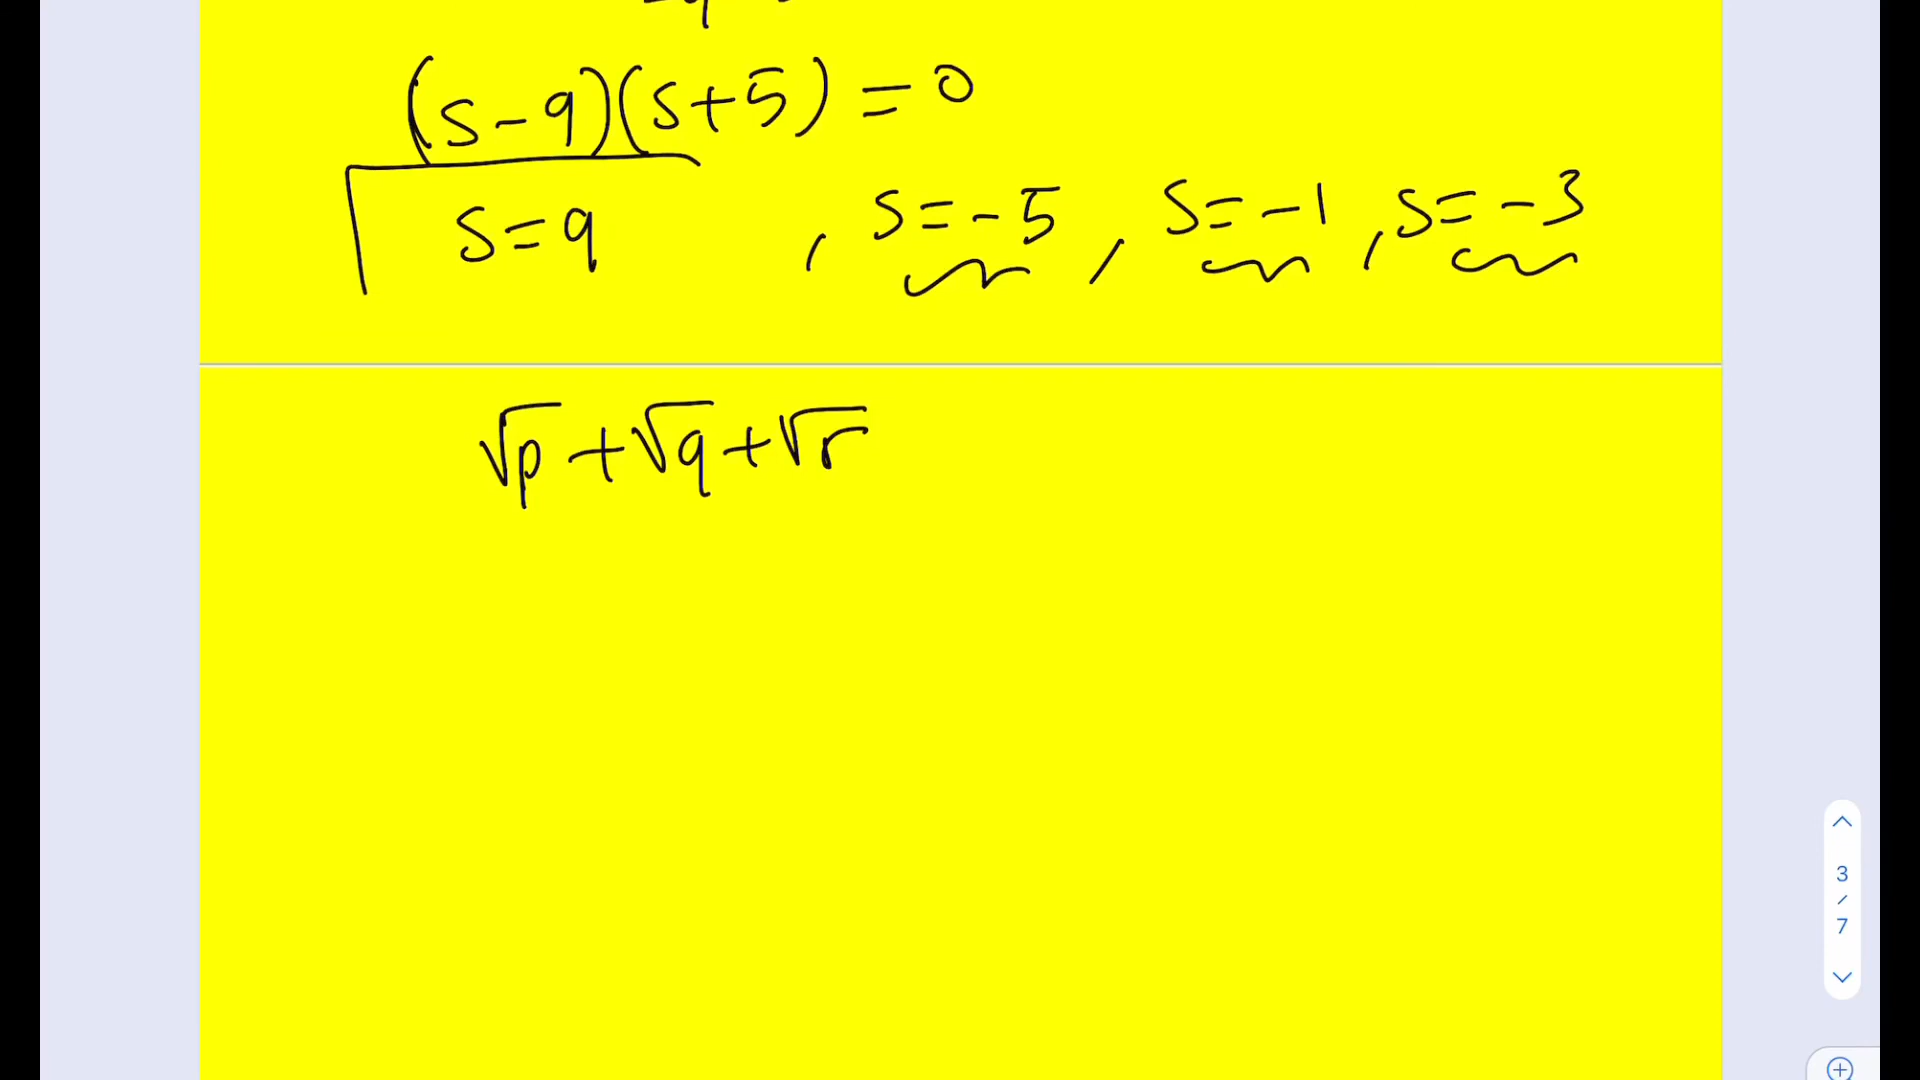 (s-9)(s+5)=0
s=9 , s=-5 , s=-1 , s=-3
√p+√q+√r
3
/
7